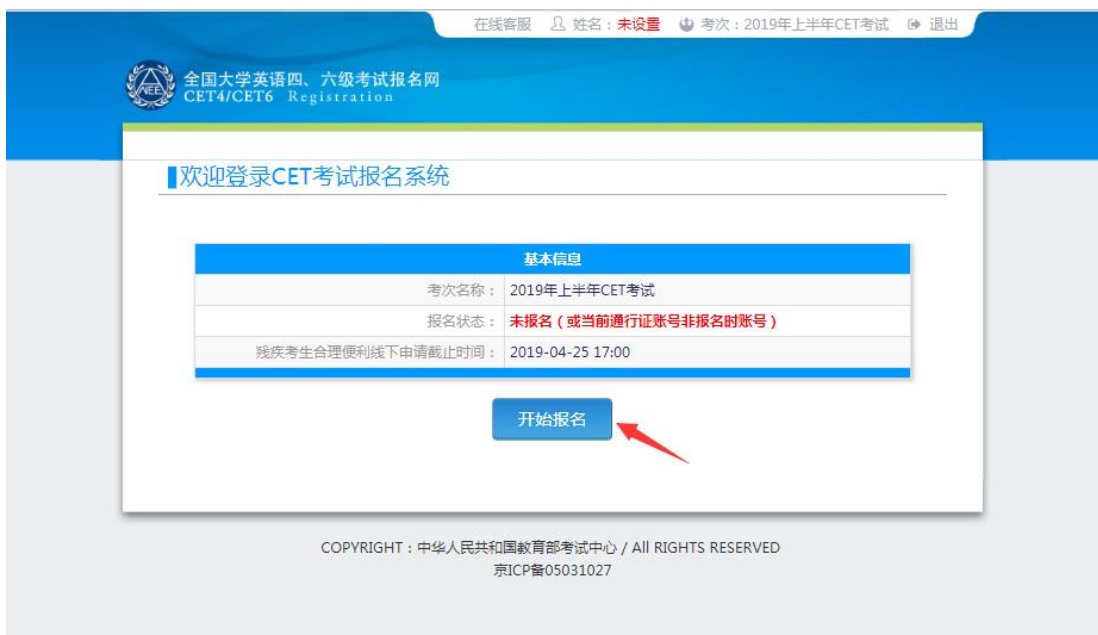 在线客服 姓名：未设置 考次：2019年上半年CET考试 退出
NEE
全国大学英语四、六级考试报名网
CET4/CET6 Registration
欢迎登录CET考试报名系统
基本信息
考次名称： 2019年上半年CET考试
报名状态： 未报名（或当前通行证账号非报名时账号）
残疾考生合理便利线下申请截止时间： 2019-04-25 17:00
开始报名
COPYRIGHT：中华人民共和国教育部考试中心 / All RIGHTS RESERVED
京ICP备05031027